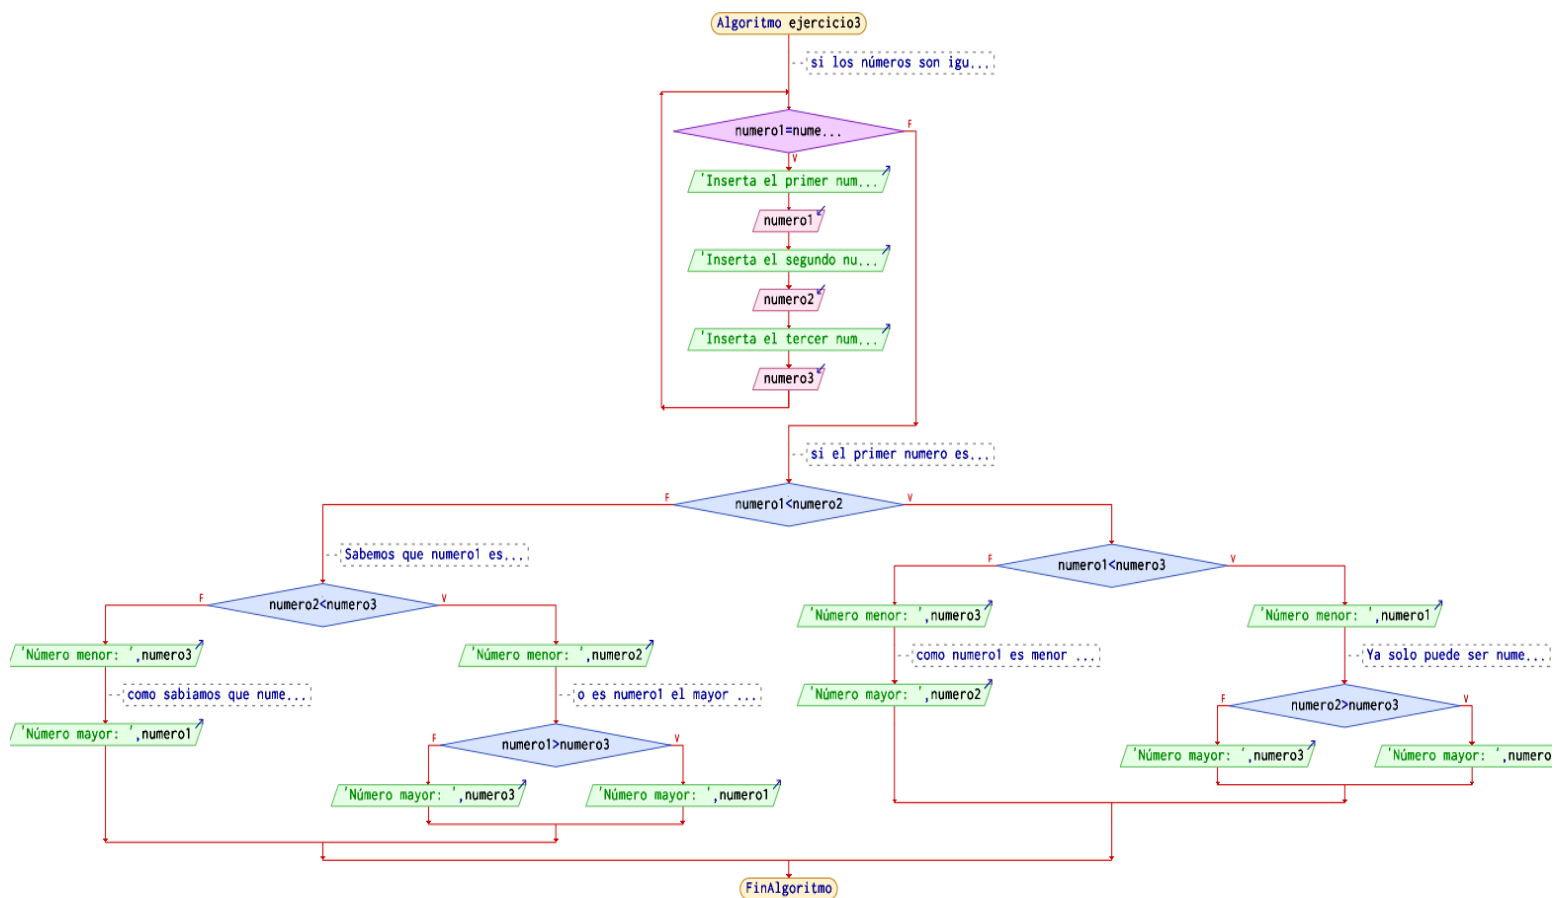 Algoritmo ejercicio3
si los números son igu...
numero1=nume...
F
V
'Inserta el primer num...
numero1
'Inserta el segundo nu...
numero2
'Inserta el tercer num...
numero3
si el primer numero es...
F
numero1<numero2
V
Sabemos que numero1 es...
F
numero1<numero3
V
F
numero2<numero3
V
'Número menor: ',numero3
'Número menor: ',numero1
'Número menor: ',numero3
'Número menor: ',numero2
como numero1 es menor ...
Ya solo puede ser nume...
como sabiamos que nume...
o es numero1 el mayor ...
'Número mayor: ',numero2
F
numero2>numero3
V
'Número mayor: ',numero1
F
numero1>numero3
V
'Número mayor: ',numero3
'Número mayor: ',numero
'Número mayor: ',numero3
'Número mayor: ',numero1
FinAlgoritmo